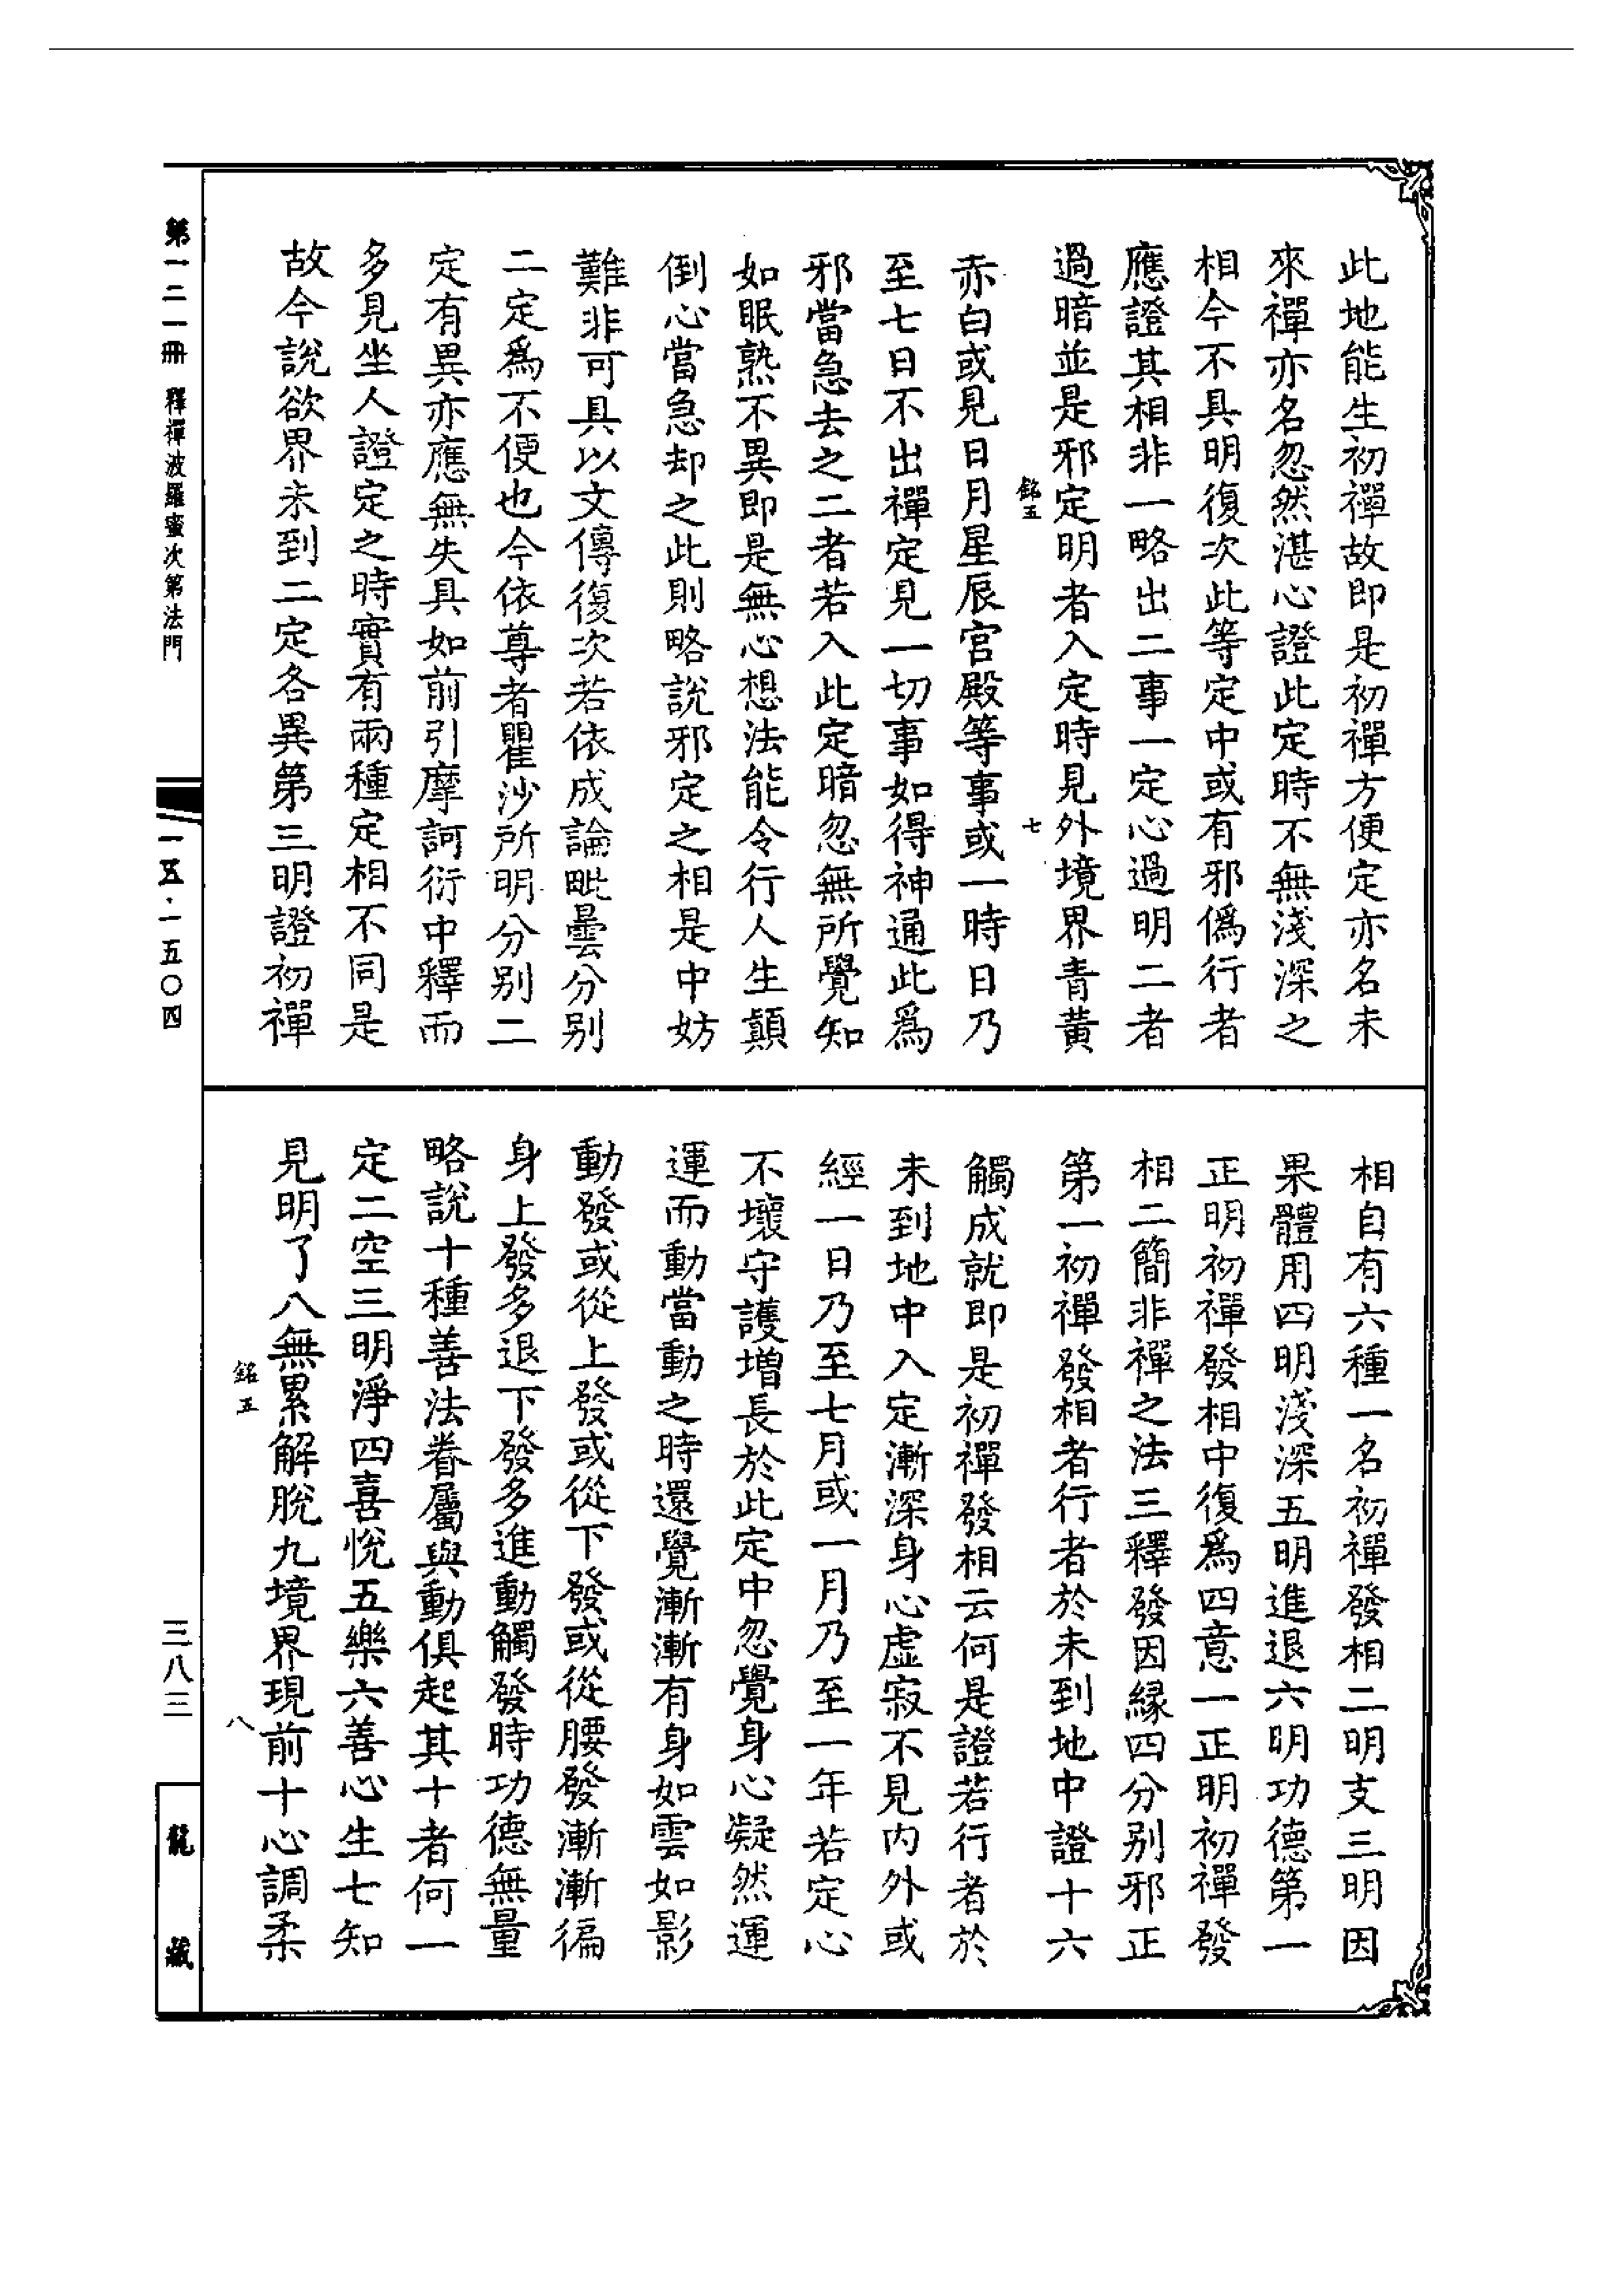 此地能生初禪故即是初禪方便定亦名未
來禪亦名忽然湛心證此定時不無淺深之
相今不具明復次此等定中或有邪僞行者
應證其相非一略出二事一定心過明二者
過暗並是邪定明者入定時見外境界青黃
銘五
七
赤白或見日月星辰宮殿等事或一時日乃
至七日不出禪定見一切事如得神通此爲
邪當急去之二者若入此定暗忽無所覺知
如眠熟不異即是無心想法能令行人生顛
倒心當急却之此則略說邪定之相是中妨
難非可具以文傳復次若依成論毗曇分別
二定爲不便也今依尊者瞿沙所明分別二
定有異亦應無失具如前引摩訶衍中釋而
多見坐人證定之時實有兩種定相不同是
故今說欲界未到二定各異第三明證初禪
相自有六種一名初禪發相二明支三明因
果體用四明淺深五明進退六明功德第一
正明初禪發相中復爲四意一正明初禪發
相二簡非禪之法三釋發因緣四分別邪正
第一初禪發相者行者於未到地中證十六
觸成就即是初禪發相云何是證若行者於
未到地中入定漸深身心虛寂不見內外或
經一日乃至七月或一月乃至一年若定心
不壞守護增長於此定中忽覺身心凝然運
運而動當動之時還覺漸漸有身如雲如影
動發或從上發或從下發或從腰發漸漸徧
身上發多退下發多進動觸發時功德無量
略說十種善法眷屬與動俱起其十者何一
定二空三明淨四喜悅五樂六善心生七知
見明了八無累解脫九境界現前十心調柔
銘五
八
第一二一冊 釋禪波羅蜜次第法門
一五·一五〇四
三八三
龍藏